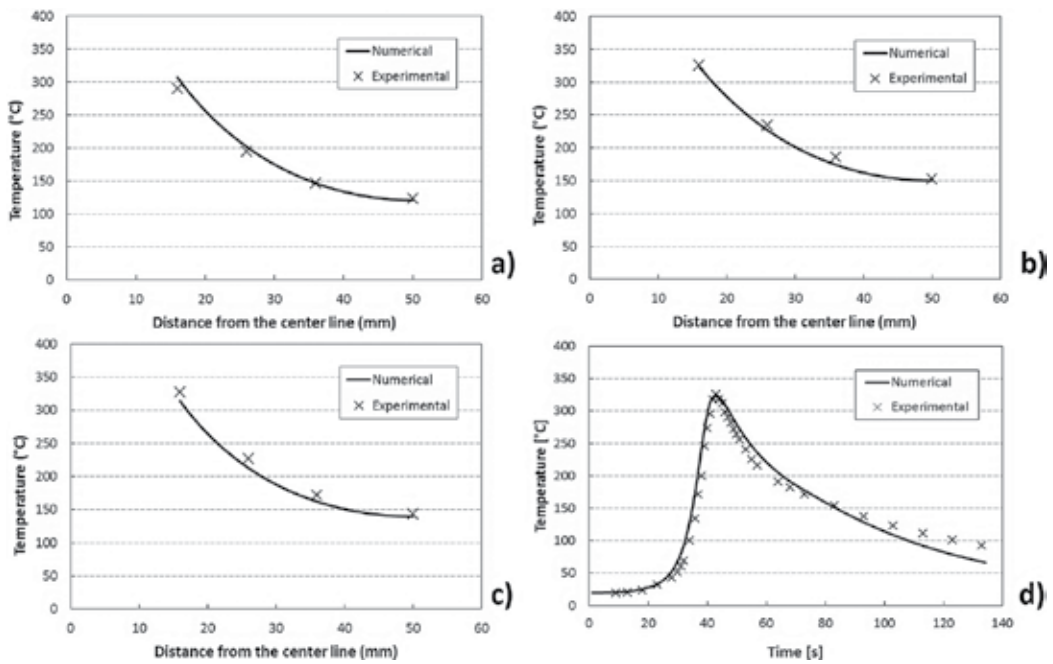 400
350
300
250
200
150
100
50
0
Temperature (°C)
Numerical
Experimental
a)
0 10 20 30 40 50 60
Distance from the center line (mm)
400
350
300
250
200
150
100
50
0
Temperature (°C)
Numerical
Experimental
b)
0 10 20 30 40 50 60
Distance from the center line (mm)
400
350
300
250
200
150
100
50
0
Temperature (°C)
Numerical
Experimental
c)
0 10 20 30 40 50 60
Distance from the center line (mm)
400
350
300
250
200
150
100
50
0
Temperature [°C]
Numerical
Experimental
d)
0 20 40 60 80 100 120 140
Time [s]